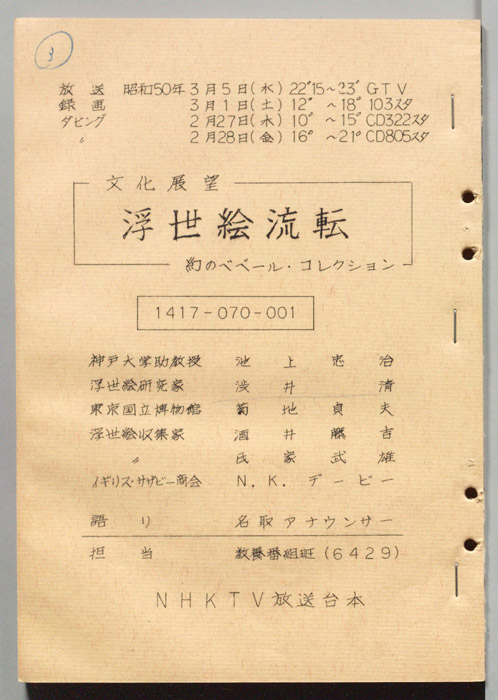 3
放送 昭和50年3月5日(水) 22°15~23° GTV
録画 3月1日(土) 12°~18° 103スタ
ダビング 2月27日(木) 10°~15° CD322スタ
〃 2月28日(金) 16°~21° CD805スタ
文化展望
浮世絵流転
幻のベベール・コレクション
1417-070-001
神戸大学助教授 池上忠治
浮世絵研究家 浅井清
東京国立博物館 菊地貞夫
浮世絵収集家 酒井藤吉
〃 氏家武雄
イギリス・サザビー商会 N.K.デービー
語り 名取アナウンサー
担当 教養番組班(6429)
NHKTV放送台本